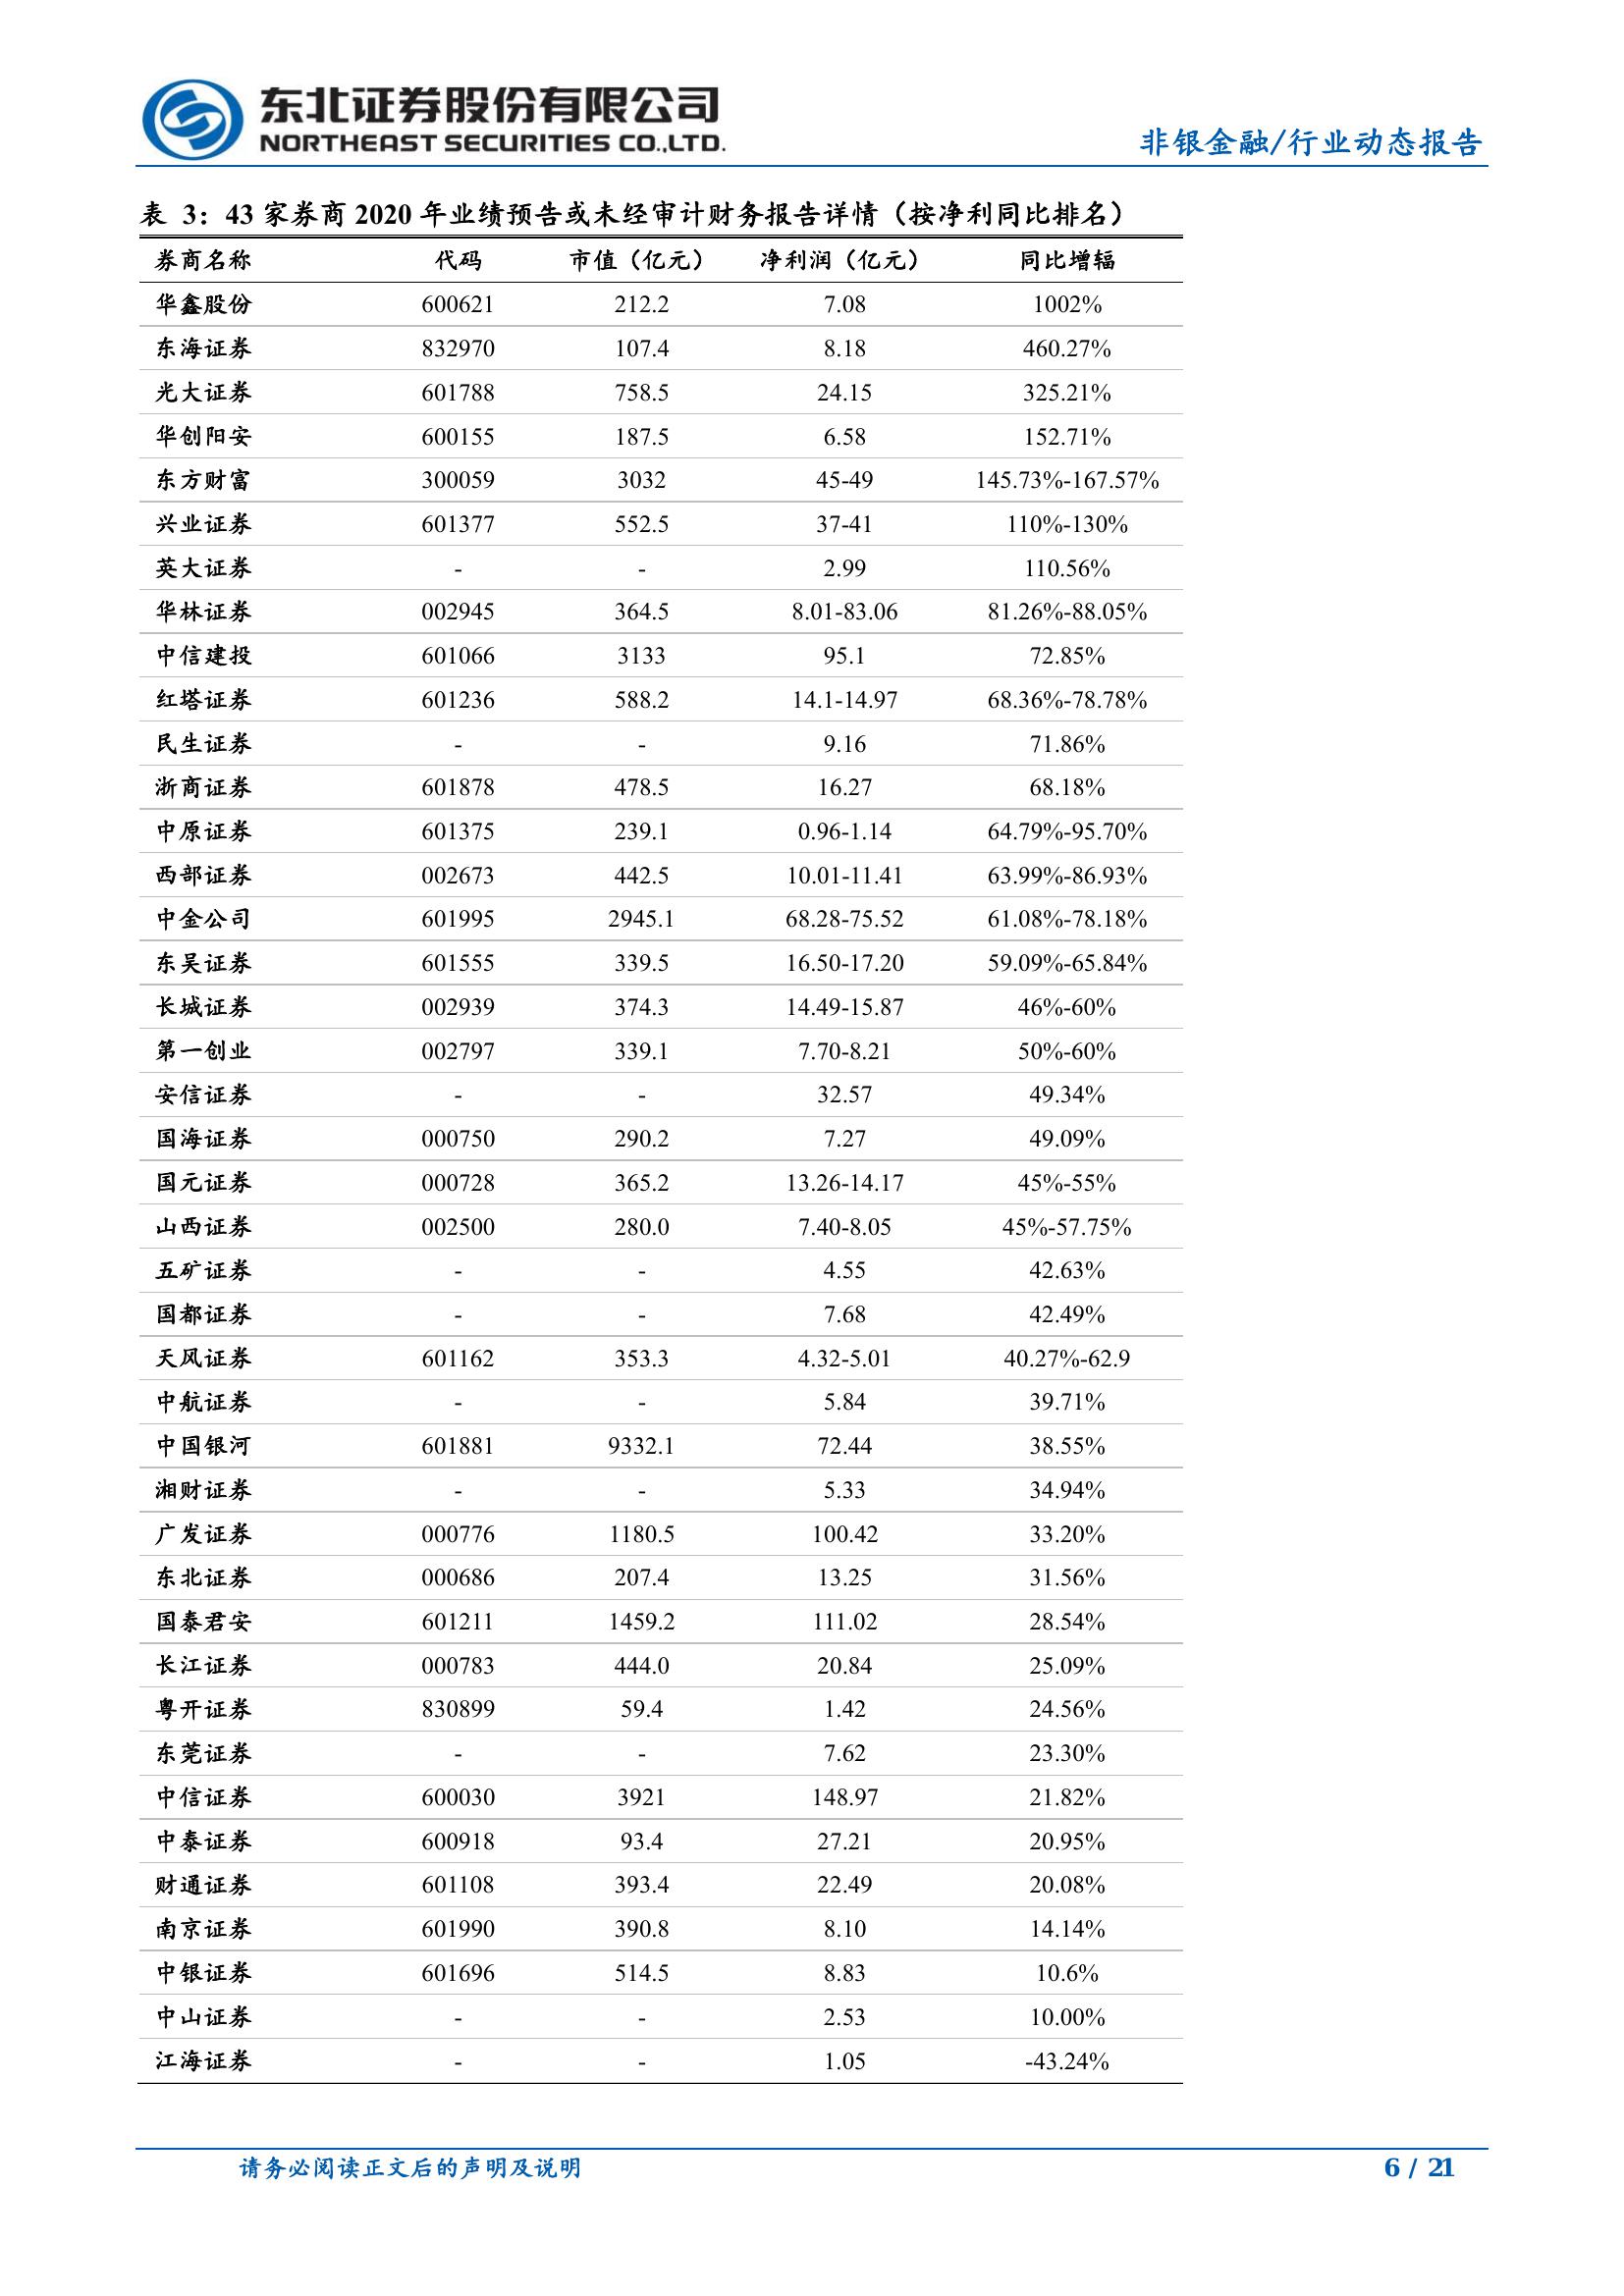 东北证券股份有限公司
NORTHEAST SECURITIES CO.,LTD.
非银金融/行业动态报告
表 3：43 家券商 2020 年业绩预告或未经审计财务报告详情（按净利同比排名）
券商名称 代码 市值（亿元） 净利润（亿元） 同比增辐
华鑫股份 600621 212.2 7.08 1002%
东海证券 832970 107.4 8.18 460.27%
光大证券 601788 758.5 24.15 325.21%
华创阳安 600155 187.5 6.58 152.71%
东方财富 300059 3032 45-49 145.73%-167.57%
兴业证券 601377 552.5 37-41 110%-130%
英大证券 - - 2.99 110.56%
华林证券 002945 364.5 8.01-83.06 81.26%-88.05%
中信建投 601066 3133 95.1 72.85%
红塔证券 601236 588.2 14.1-14.97 68.36%-78.78%
民生证券 - - 9.16 71.86%
浙商证券 601878 478.5 16.27 68.18%
中原证券 601375 239.1 0.96-1.14 64.79%-95.70%
西部证券 002673 442.5 10.01-11.41 63.99%-86.93%
中金公司 601995 2945.1 68.28-75.52 61.08%-78.18%
东吴证券 601555 339.5 16.50-17.20 59.09%-65.84%
长城证券 002939 374.3 14.49-15.87 46%-60%
第一创业 002797 339.1 7.70-8.21 50%-60%
安信证券 - - 32.57 49.34%
国海证券 000750 290.2 7.27 49.09%
国元证券 000728 365.2 13.26-14.17 45%-55%
山西证券 002500 280.0 7.40-8.05 45%-57.75%
五矿证券 - - 4.55 42.63%
国都证券 - - 7.68 42.49%
天风证券 601162 353.3 4.32-5.01 40.27%-62.9
中航证券 - - 5.84 39.71%
中国银河 601881 9332.1 72.44 38.55%
湘财证券 - - 5.33 34.94%
广发证券 000776 1180.5 100.42 33.20%
东北证券 000686 207.4 13.25 31.56%
国泰君安 601211 1459.2 111.02 28.54%
长江证券 000783 444.0 20.84 25.09%
粤开证券 830899 59.4 1.42 24.56%
东莞证券 - - 7.62 23.30%
中信证券 600030 3921 148.97 21.82%
中泰证券 600918 93.4 27.21 20.95%
财通证券 601108 393.4 22.49 20.08%
南京证券 601990 390.8 8.10 14.14%
中银证券 601696 514.5 8.83 10.6%
中山证券 - - 2.53 10.00%
江海证券 - - 1.05 -43.24%
请务必阅读正文后的声明及说明
6 / 21